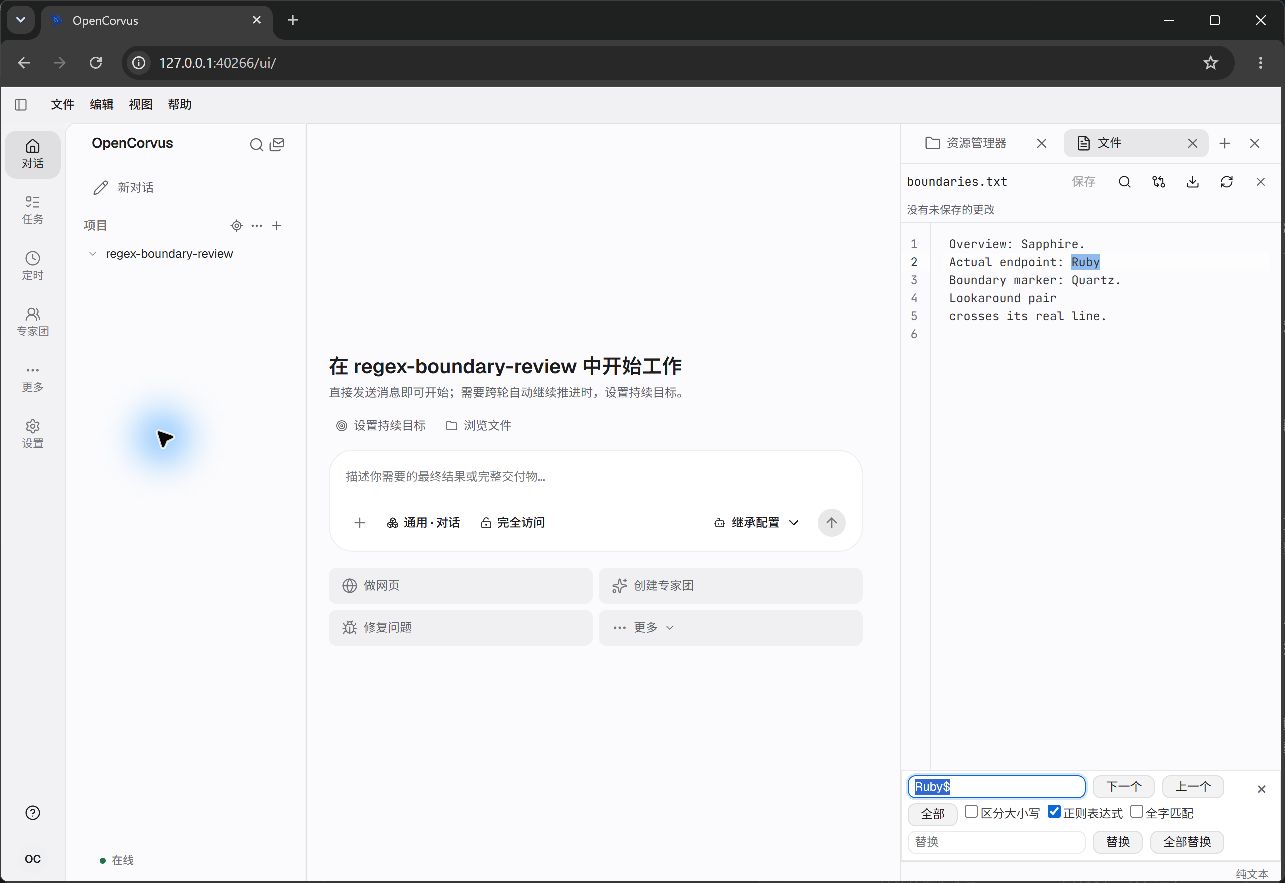 OpenCorvus
127.0.0.1:40266/ui/
文件 编辑 视图 帮助
对话
任务
定时
专家团
更多
设置
OC
OpenCorvus
新对话
项目
regex-boundary-review
在线
在 regex-boundary-review 中开始工作
直接发送消息即可开始；需要跨轮自动继续推进时，设置持续目标。
设置持续目标 浏览文件
描述你需要的最终结果或完整交付物...
通用 · 对话 完全访问 继承配置
做网页 创建专家团
修复问题 更多
资源管理器 文件
boundaries.txt 保存
没有未保存的更改
1 Overview: Sapphire.
2 Actual endpoint: Ruby
3 Boundary marker: Quartz.
4 Lookaround pair
5 crosses its real line.
6
Ruby$ 下一个 上一个
全部 区分大小写 正则表达式 全字匹配
替换 替换 全部替换
纯文本